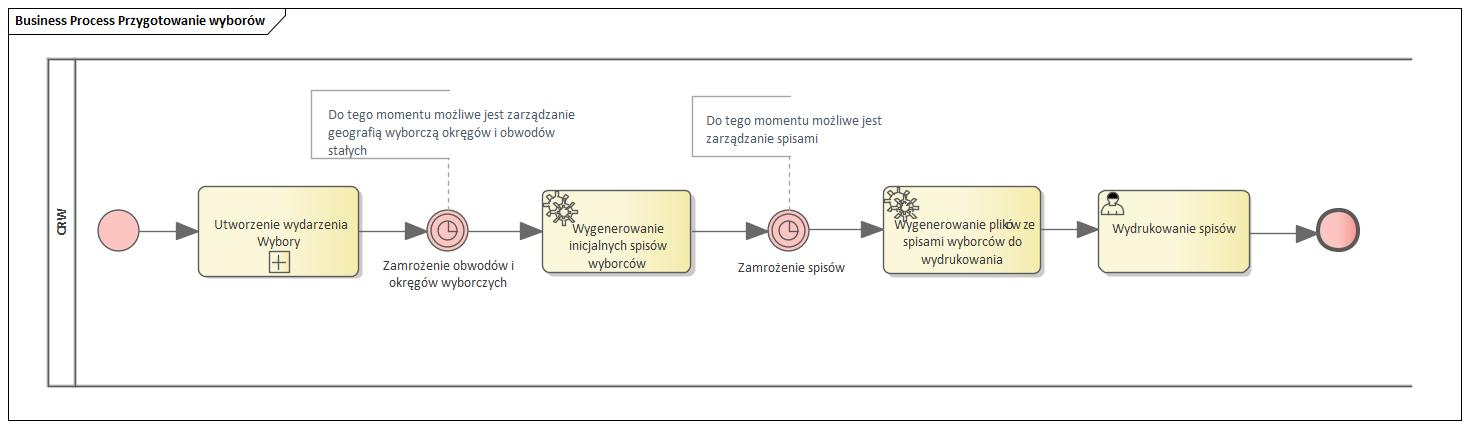 Business Process Przygotowanie wyborów
CRW
Do tego momentu możliwe jest zarządzanie
geografią wyborczą okręgów i obwodów
stałych
Do tego momentu możliwe jest
zarządzanie spisami
Utworzenie wydarzenia
Wybory
Zamrożenie obwodów i
okręgów wyborczych
Wygenerowanie
inicjalnych spisów
wyborców
Zamrożenie spisów
Wygenerowanie plików ze
spisami wyborców do
wydrukowania
Wydrukowanie spisów